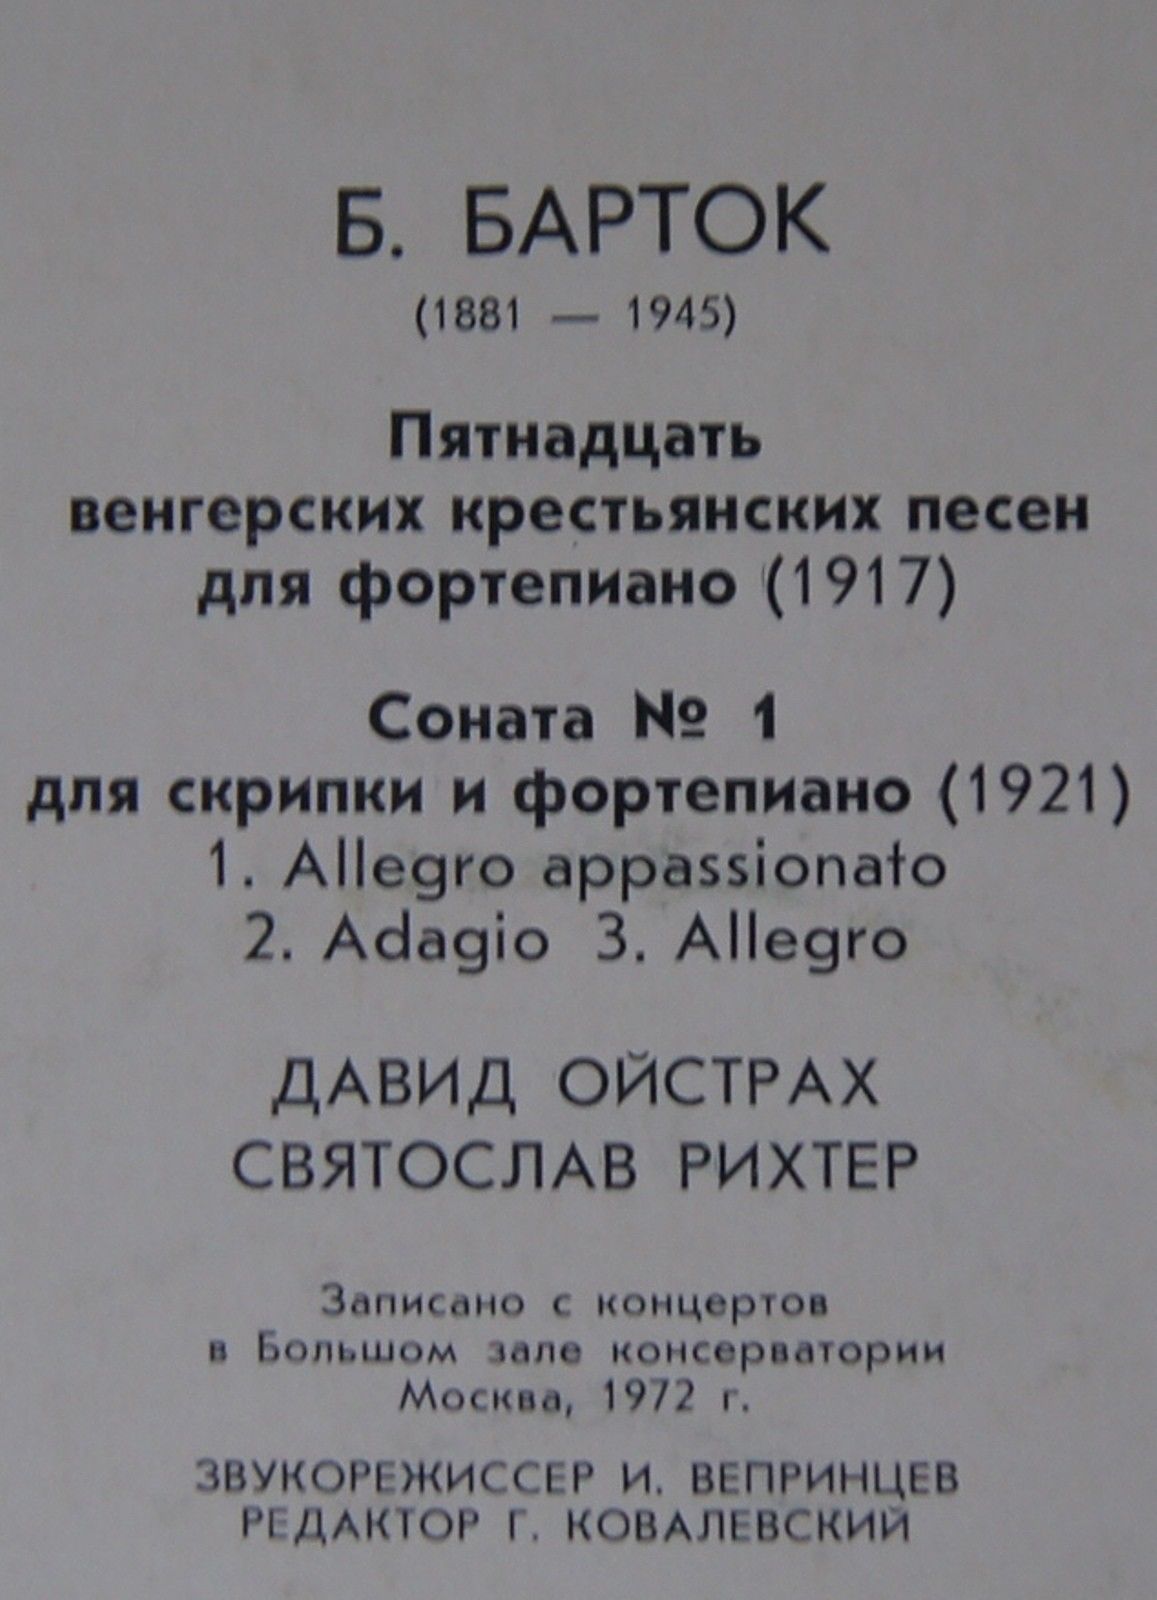 Б. БАРТОК
(1881 — 1945)
Пятнадцать
венгерских крестьянских песен
для фортепиано (1917)
Соната № 1
для скрипки и фортепиано (1921)
1. Allegro appassionato
2. Adagio 3. Allegro
ДАВИД ОЙСТРАХ
СВЯТОСЛАВ РИХТЕР
Записано с концертов
в Большом зале консерватории
Москва, 1972 г.
ЗВУКОРЕЖИССЕР И. ВЕПРИНЦЕВ
РЕДАКТОР Г. КОВАЛЕВСКИЙ